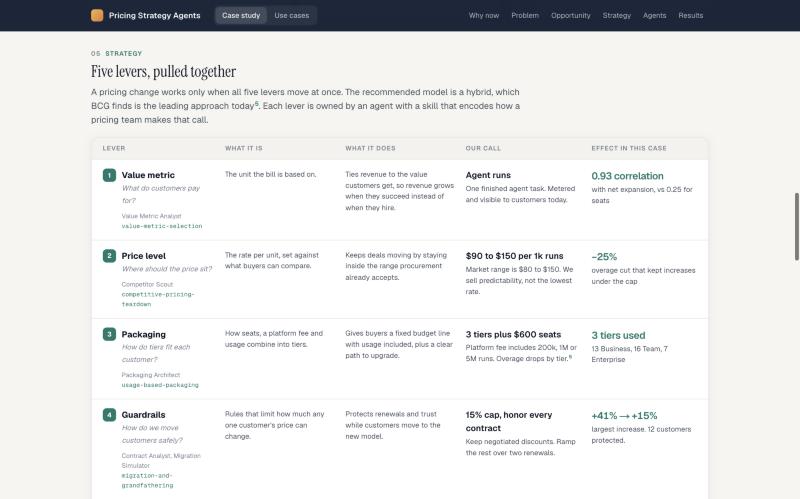 Pricing Strategy Agents
Case study
Use cases
Why now
Problem
Opportunity
Strategy
Agents
Results
05 STRATEGY
Five levers, pulled together
A pricing change works only when all five levers move at once. The recommended model is a hybrid, which
BCG finds is the leading approach today⁵. Each lever is owned by an agent with a skill that encodes how a
pricing team makes that call.
LEVER
WHAT IT IS
WHAT IT DOES
OUR CALL
EFFECT IN THIS CASE
1
Value metric
What do customers pay
for?
Value Metric Analyst
value-metric-selection
The unit the bill is based on.
Ties revenue to the value
customers get, so revenue grows
when they succeed instead of
when they hire.
Agent runs
One finished agent task. Metered
and visible to customers today.
0.93 correlation
with net expansion, vs 0.25 for
seats
2
Price level
Where should the price sit?
Competitor Scout
competitive-pricing-
teardown
The rate per unit, set against
what buyers can compare.
Keeps deals moving by staying
inside the range procurement
already accepts.
$90 to $150 per 1k runs
Market range is $80 to $150. We
sell predictability, not the lowest
rate.
−25%
overage cut that kept increases
under the cap
3
Packaging
How do tiers fit each
customer?
Packaging Architect
usage-based-packaging
How seats, a platform fee and
usage combine into tiers.
Gives buyers a fixed budget line
with usage included, plus a clear
path to upgrade.
3 tiers plus $600 seats
Platform fee includes 200k, 1M or
5M runs. Overage drops by tier.⁶
3 tiers used
13 Business, 16 Team, 7
Enterprise
4
Guardrails
How do we move
customers safely?
Contract Analyst, Migration
Simulator
migration-and-
grandfathering
Rules that limit how much any
one customer's price can
change.
Protects renewals and trust
while customers move to the
new model.
15% cap, honor every
contract
Keep negotiated discounts. Ramp
the rest over two renewals.
+41% → +15%
largest increase. 12 customers
protected.